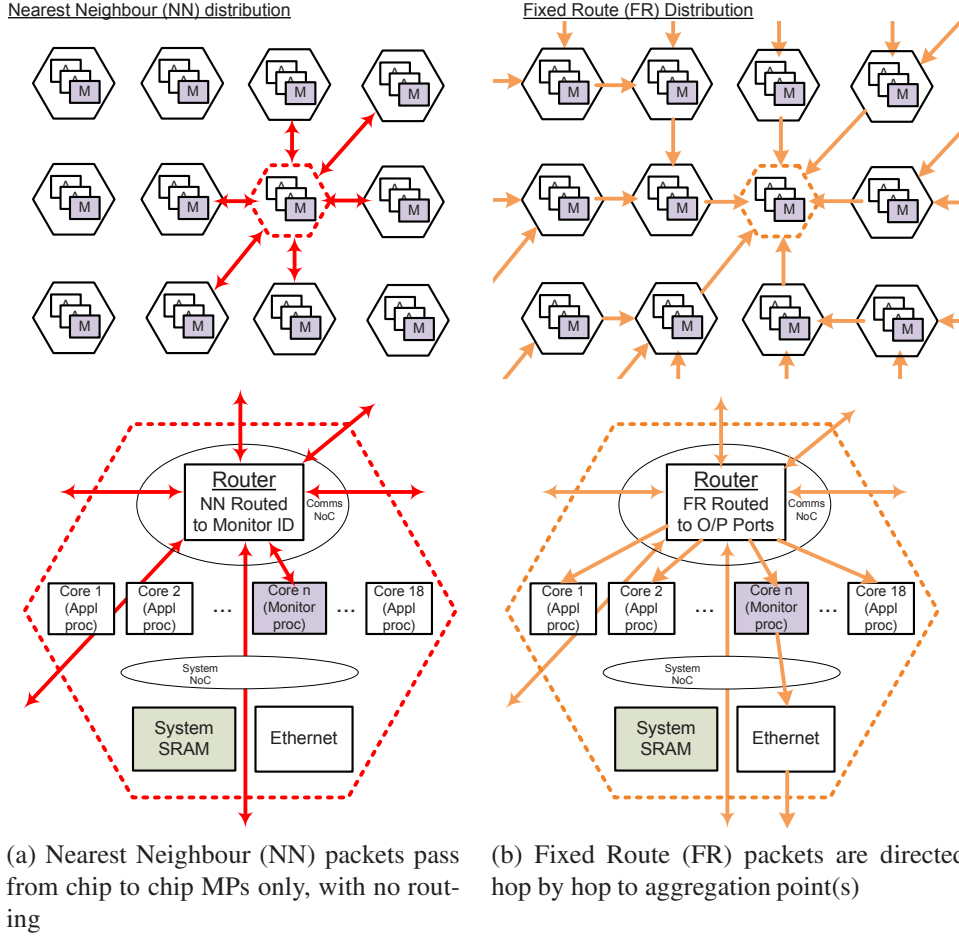 Nearest Neighbour (NN) distribution
M M M M
M M M M
M M M M
Router
NN Routed
to Monitor ID
Comms
NoC
Core 1
(Appl
proc)
Core 2
(Appl
proc)
...
Core n
(Monitor
proc)
...
Core 18
(Appl
proc)
System
NoC
System
SRAM
Ethernet
(a) Nearest Neighbour (NN) packets pass
from chip to chip MPs only, with no rout-
ing
Fixed Route (FR) Distribution
M M M M
M M M M
M M M M
Router
FR Routed
to O/P Ports
Comms
NoC
Core 1
(Appl
proc)
Core 2
(Appl
proc)
...
Core n
(Monitor
proc)
...
Core 18
(Appl
proc)
System
NoC
System
SRAM
Ethernet
(b) Fixed Route (FR) packets are directed
hop by hop to aggregation point(s)